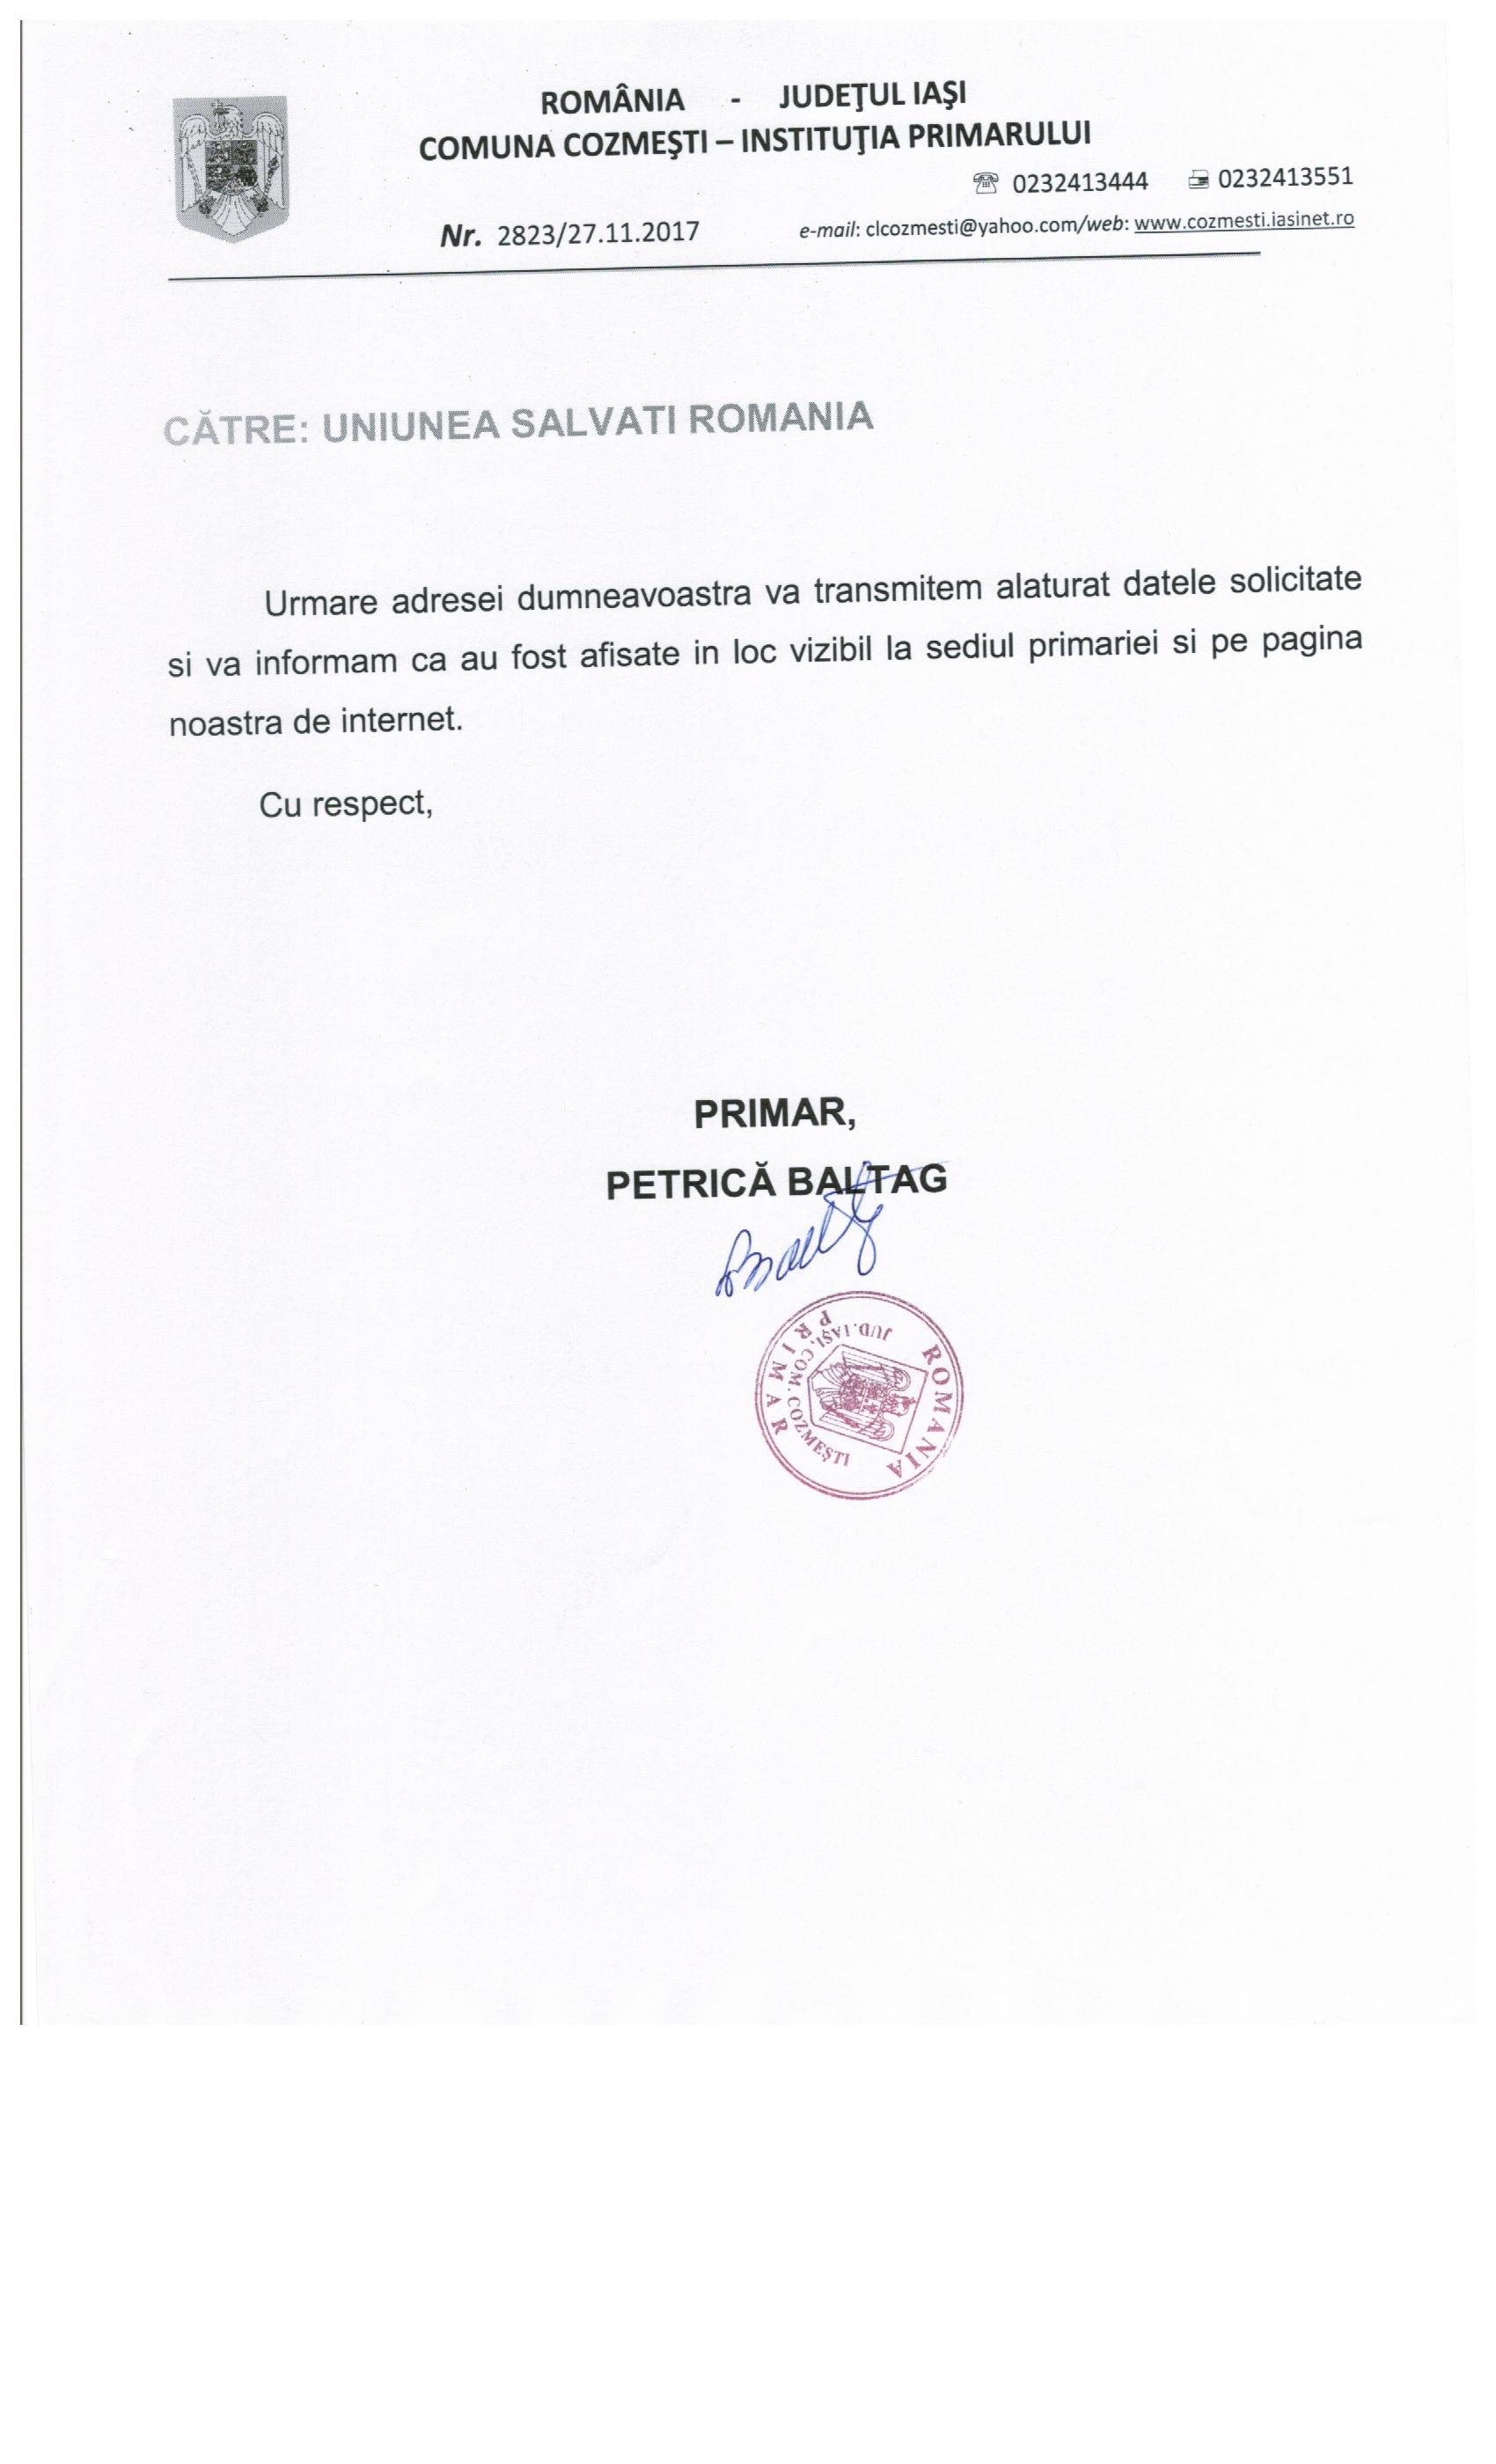 ROMÂNIA - JUDEŢUL IAŞI
COMUNA COZMEŞTI – INSTITUŢIA PRIMARULUI
☏ 0232413444 🖷 0232413551
Nr. 2823/27.11.2017 e-mail: clcozmesti@yahoo.com/web: www.cozmesti.iasinet.ro
CĂTRE: UNIUNEA SALVATI ROMANIA
Urmare adresei dumneavoastra va transmitem alaturat datele solicitate
si va informam ca au fost afisate in loc vizibil la sediul primariei si pe pagina
noastra de internet.
Cu respect,
PRIMAR,
PETRICĂ BALTAG
ROMANIA
JUD. IAŞI, COM. COZMEŞTI
PRIMAR